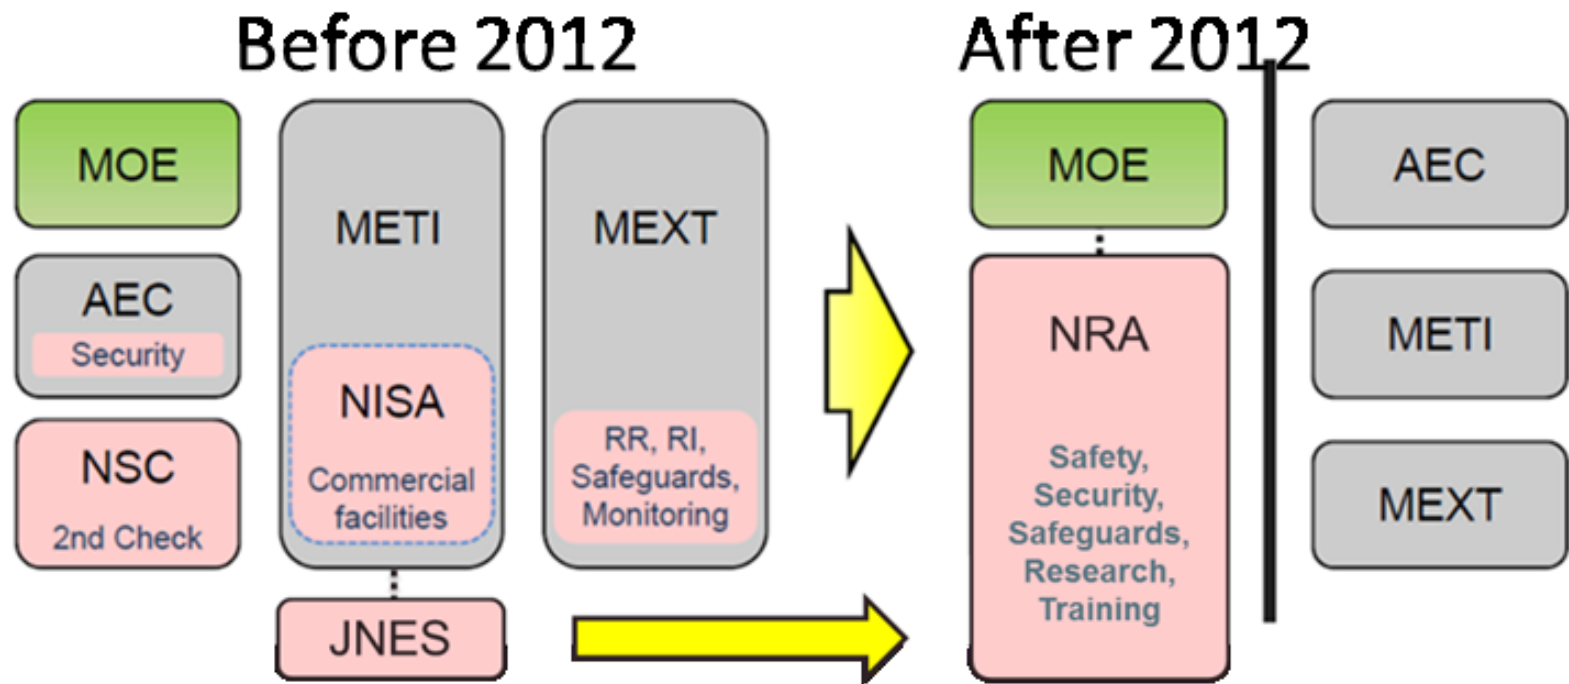 Before 2012
After 2012
MOE
AEC
Security
NSC
2nd Check
METI
NISA
Commercial
facilities
JNES
MEXT
RR, RI,
Safeguards,
Monitoring
MOE
NRA
Safety,
Security,
Safeguards,
Research,
Training
AEC
METI
MEXT